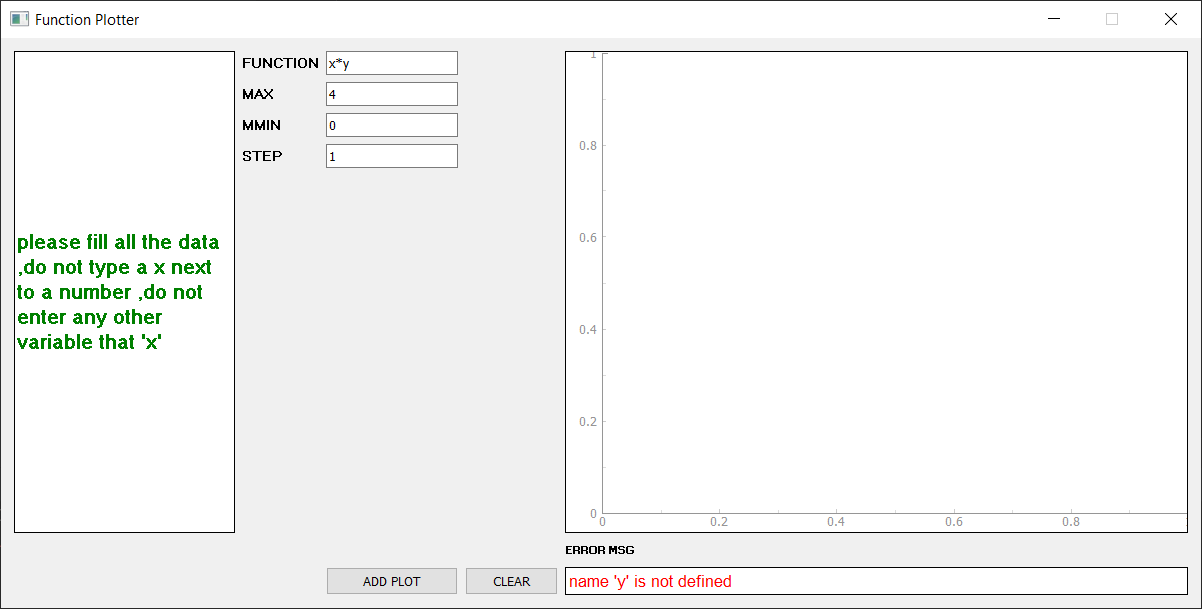 Function Plotter
please fill all the data
,do not type a x next
to a number ,do not
enter any other
variable that 'x'
FUNCTION x*y
MAX 4
MMIN 0
STEP 1
1
0.8
0.6
0.4
0.2
0
0 0.2 0.4 0.6 0.8
ERROR MSG
ADD PLOT CLEAR name 'y' is not defined